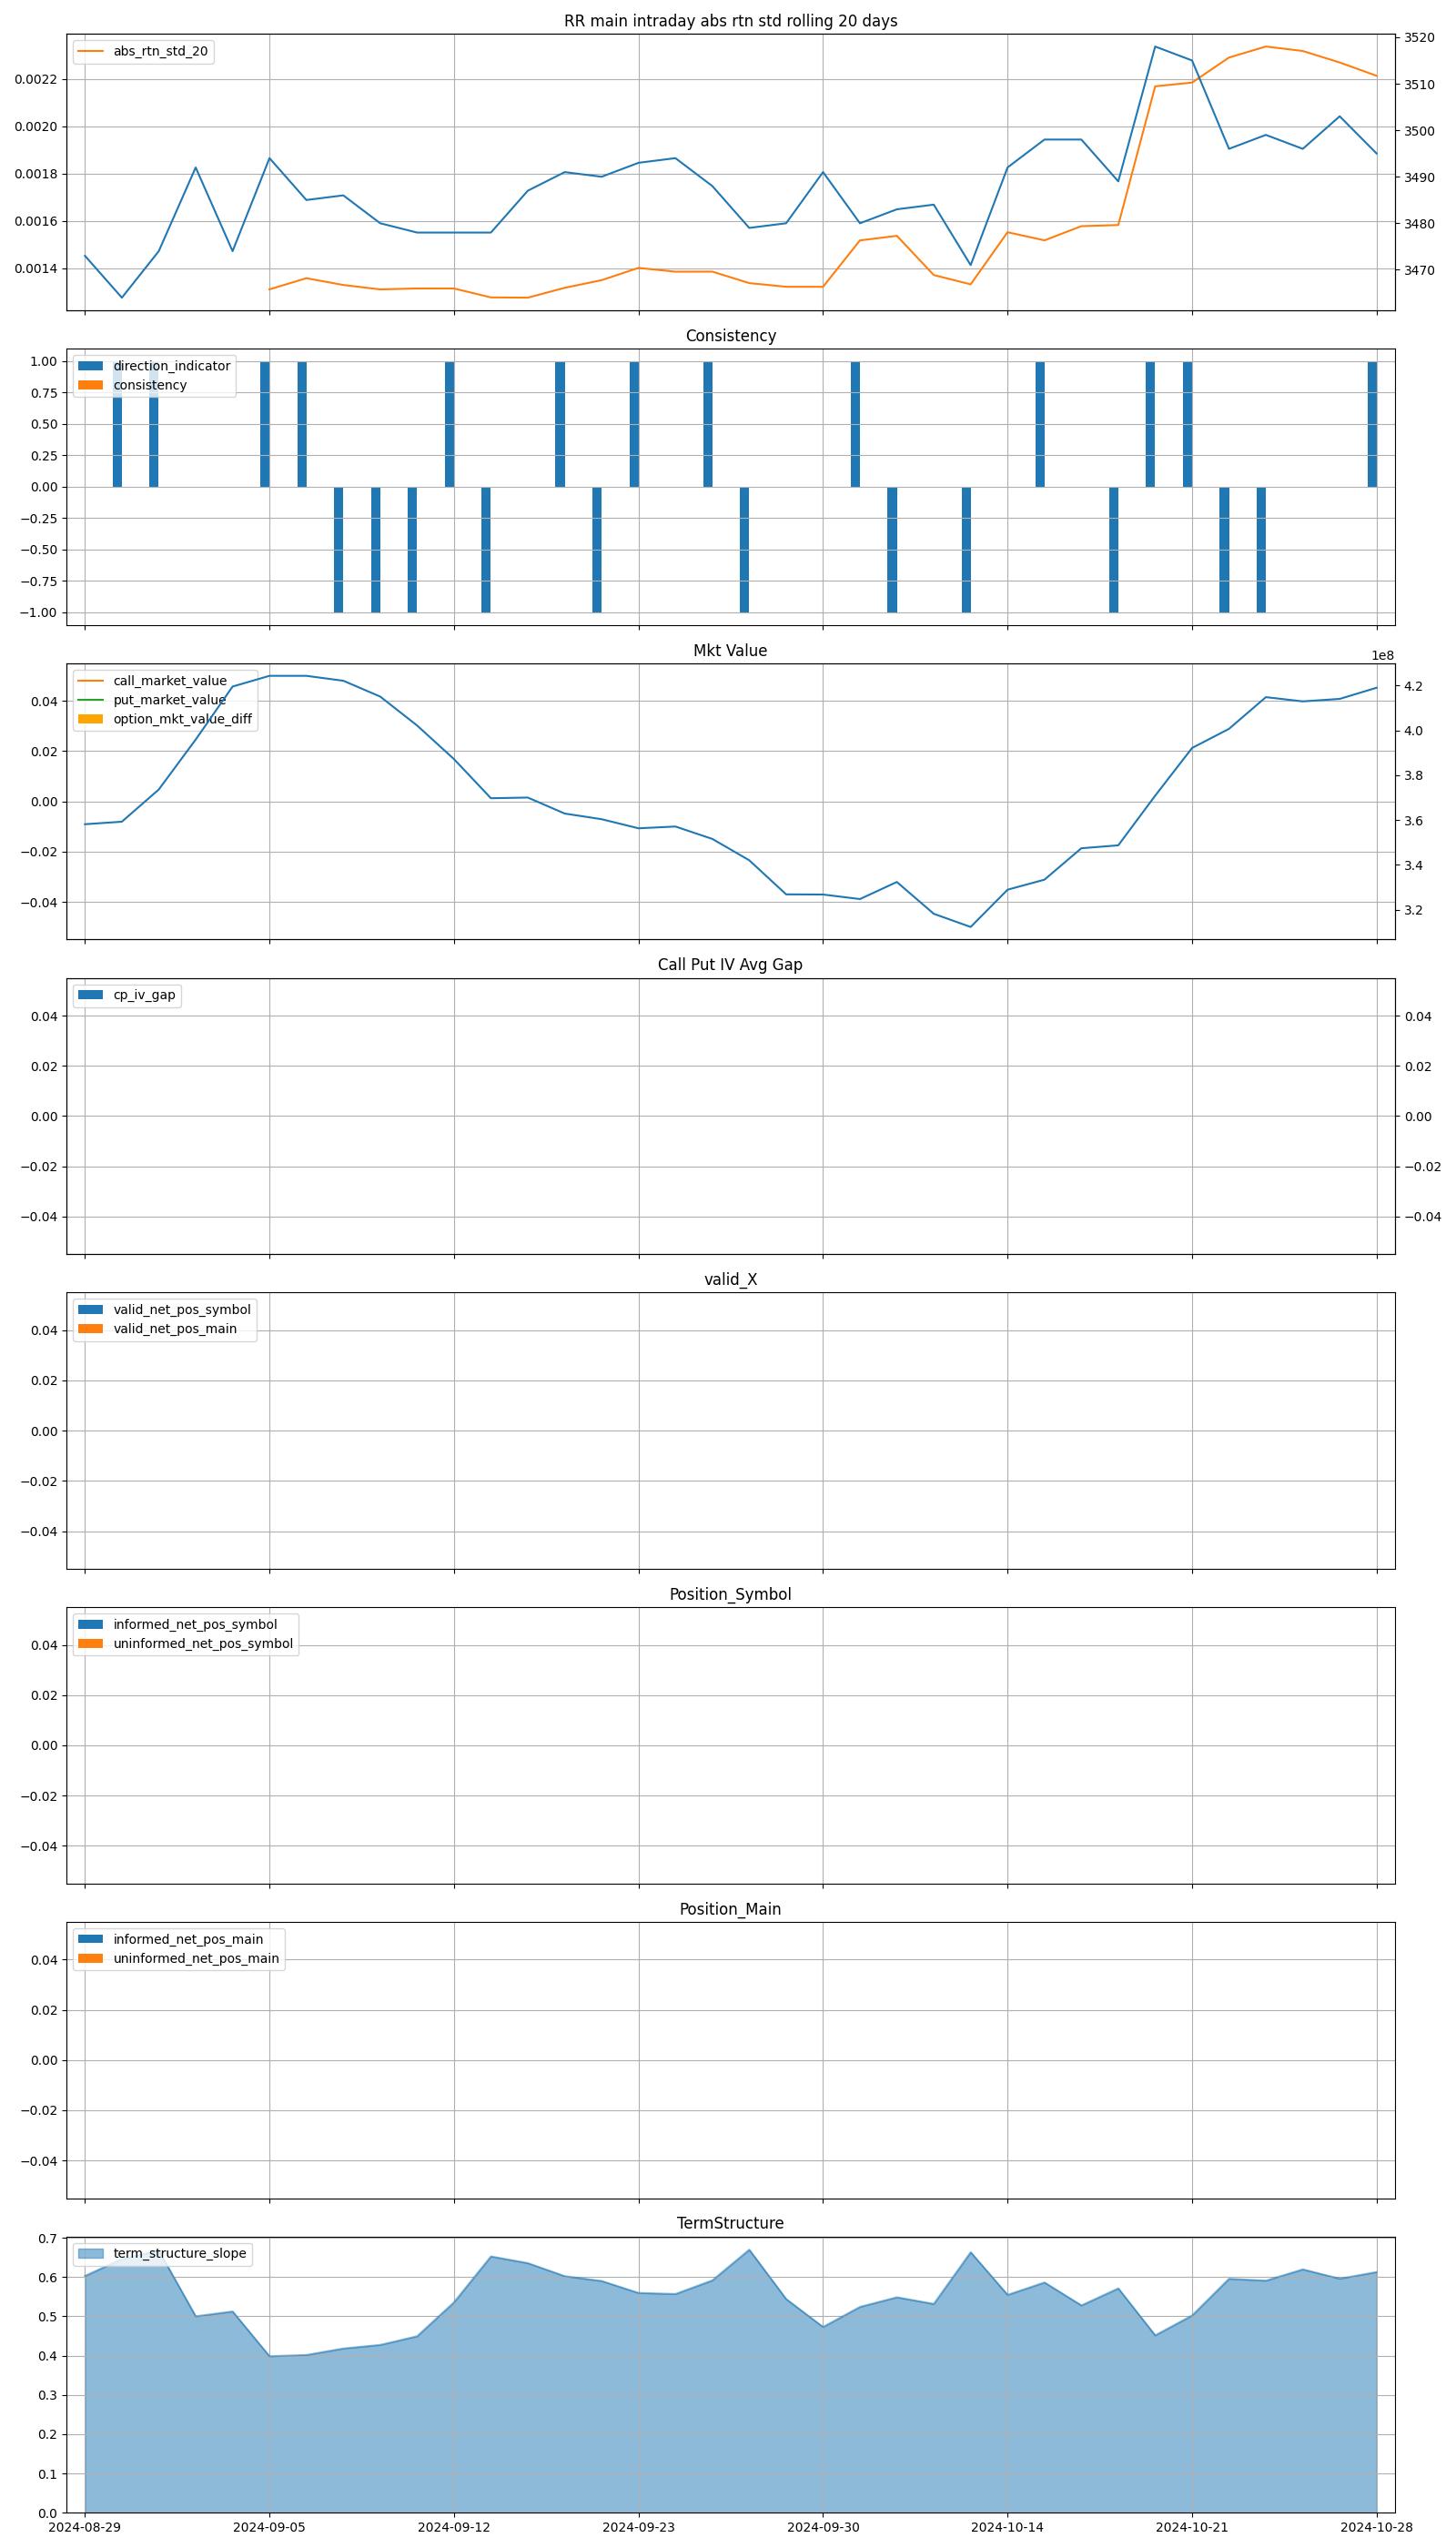 RR main intraday abs rtn std rolling 20 days
abs_rtn_std_20
0.0022
0.0020
0.0018
0.0016
0.0014
3520
3510
3500
3490
3480
3470
Consistency
direction_indicator
consistency
1.00
0.75
0.50
0.25
0.00
−0.25
−0.50
−0.75
−1.00
Mkt Value
1e8
call_market_value
put_market_value
option_mkt_value_diff
0.04
0.02
0.00
−0.02
−0.04
4.2
4.0
3.8
3.6
3.4
3.2
Call Put IV Avg Gap
cp_iv_gap
0.04
0.02
0.00
−0.02
−0.04
0.04
0.02
0.00
−0.02
−0.04
valid_X
valid_net_pos_symbol
valid_net_pos_main
0.04
0.02
0.00
−0.02
−0.04
Position_Symbol
informed_net_pos_symbol
uninformed_net_pos_symbol
0.04
0.02
0.00
−0.02
−0.04
Position_Main
informed_net_pos_main
uninformed_net_pos_main
0.04
0.02
0.00
−0.02
−0.04
TermStructure
term_structure_slope
0.7
0.6
0.5
0.4
0.3
0.2
0.1
0.0
2024-08-29 2024-09-05 2024-09-12 2024-09-23 2024-09-30 2024-10-14 2024-10-21 2024-10-28